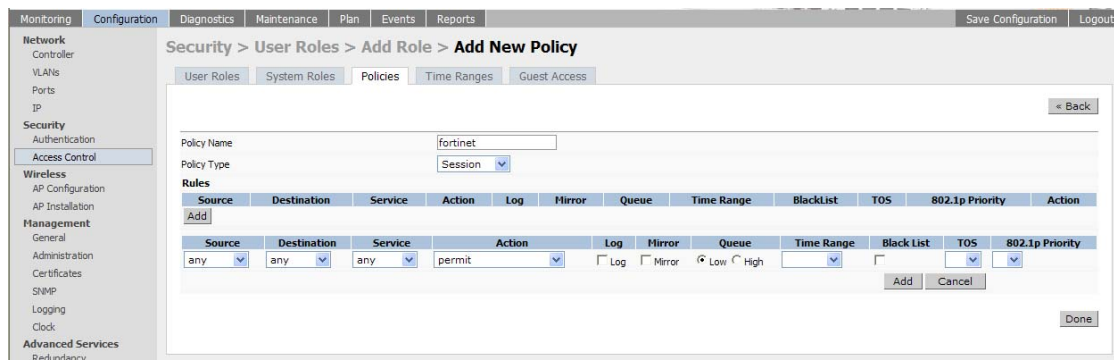 Monitoring Configuration Diagnostics Maintenance Plan Events Reports Save Configuration Logout
Network
Controller
VLANs
Ports
IP
Security
Authentication
Access Control
Wireless
AP Configuration
AP Installation
Management
General
Administration
Certificates
SNMP
Logging
Clock
Advanced Services
Redundancy
Security > User Roles > Add Role > Add New Policy
User Roles System Roles Policies Time Ranges Guest Access
« Back
Policy Name fortinet
Policy Type Session
Rules
Source Destination Service Action Log Mirror Queue Time Range BlackList TOS 802.1p Priority Action
Add
Source Destination Service Action Log Mirror Queue Time Range Black List TOS 802.1p Priority
any any any permit Log Mirror Low High
Add Cancel
Done